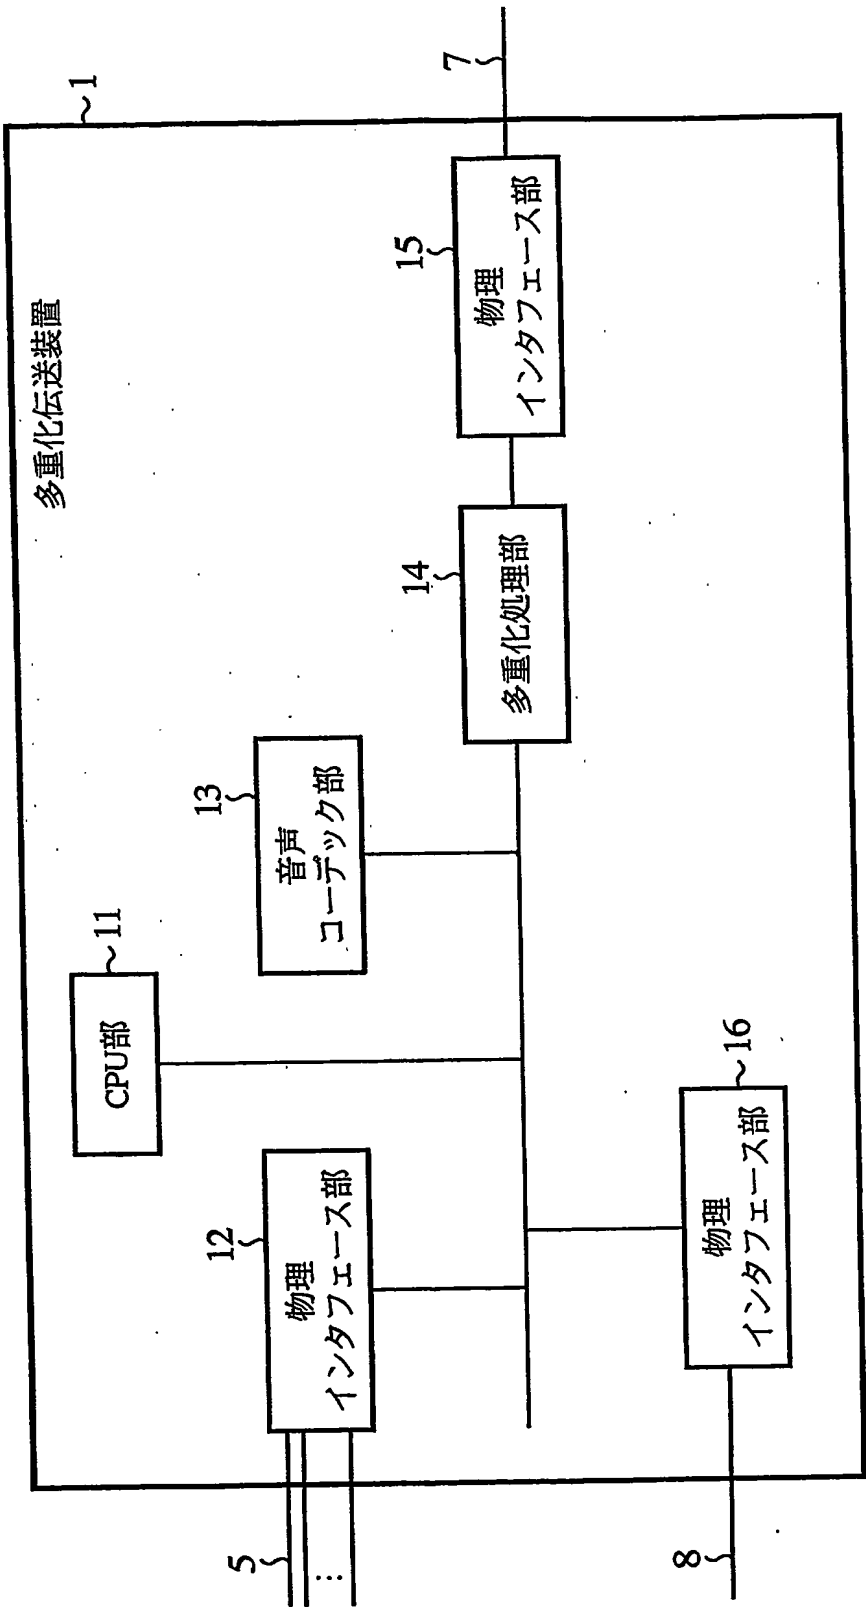 多重化伝送装置
1
CPU部
11
物理
インタフェース部
12
音声
コーデック部
13
多重化処理部
14
物理
インタフェース部
15
物理
インタフェース部
16
5
⋮
7
8